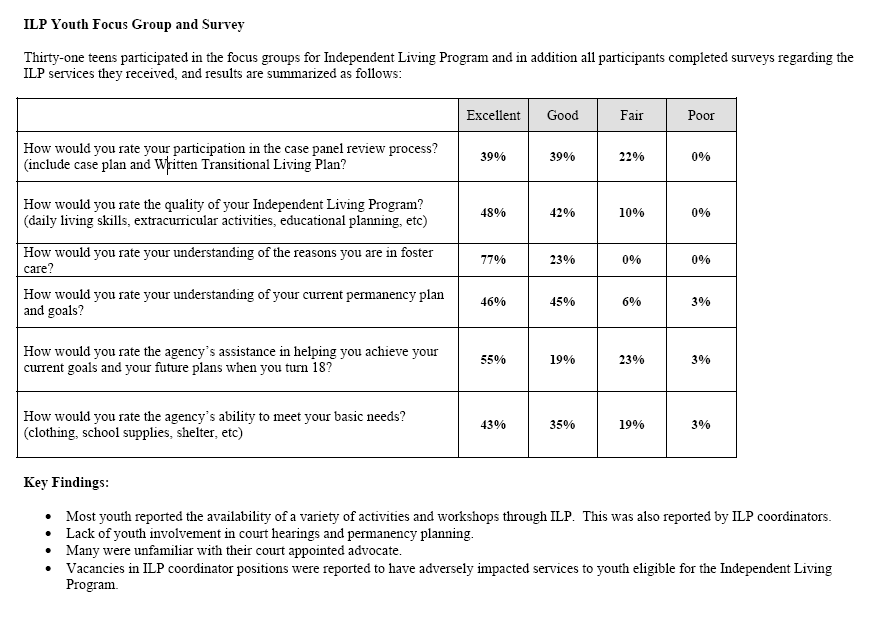 ILP Youth Focus Group and Survey
Thirty-one teens participated in the focus groups for Independent Living Program and in addition all participants completed surveys regarding the
ILP services they received, and results are summarized as follows:
Excellent Good Fair Poor
How would you rate your participation in the case panel review process?
(include case plan and Written Transitional Living Plan?
39% 39% 22% 0%
How would you rate the quality of your Independent Living Program?
(daily living skills, extracurricular activities, educational planning, etc)
48% 42% 10% 0%
How would you rate your understanding of the reasons you are in foster
care?
77% 23% 0% 0%
How would you rate your understanding of your current permanency plan
and goals?
46% 45% 6% 3%
How would you rate the agency's assistance in helping you achieve your
current goals and your future plans when you turn 18?
55% 19% 23% 3%
How would you rate the agency's ability to meet your basic needs?
(clothing, school supplies, shelter, etc)
43% 35% 19% 3%
Key Findings:
• Most youth reported the availability of a variety of activities and workshops through ILP. This was also reported by ILP coordinators.
• Lack of youth involvement in court hearings and permanency planning.
• Many were unfamiliar with their court appointed advocate.
• Vacancies in ILP coordinator positions were reported to have adversely impacted services to youth eligible for the Independent Living
Program.